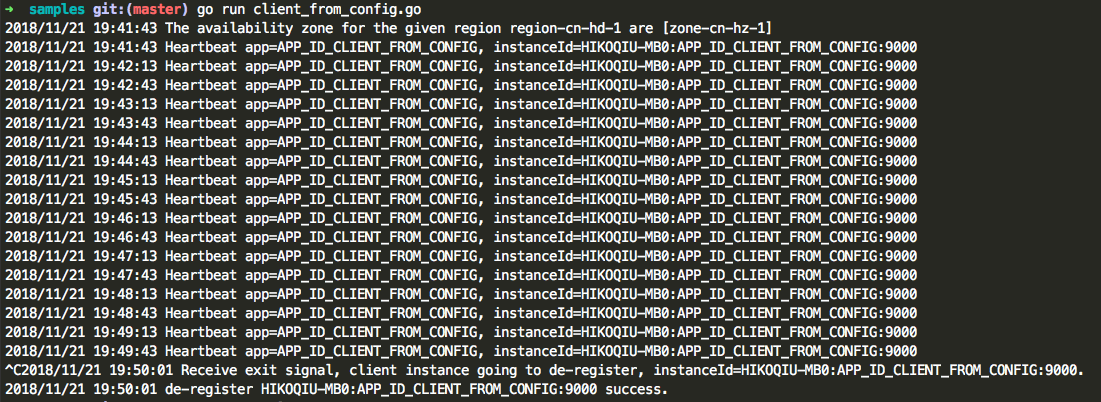 ➜ samples git:(master) go run client_from_config.go
2018/11/21 19:41:43 The availability zone for the given region region-cn-hd-1 are [zone-cn-hz-1]
2018/11/21 19:41:43 Heartbeat app=APP_ID_CLIENT_FROM_CONFIG, instanceId=HIKOQIU-MB0:APP_ID_CLIENT_FROM_CONFIG:9000
2018/11/21 19:42:13 Heartbeat app=APP_ID_CLIENT_FROM_CONFIG, instanceId=HIKOQIU-MB0:APP_ID_CLIENT_FROM_CONFIG:9000
2018/11/21 19:42:43 Heartbeat app=APP_ID_CLIENT_FROM_CONFIG, instanceId=HIKOQIU-MB0:APP_ID_CLIENT_FROM_CONFIG:9000
2018/11/21 19:43:13 Heartbeat app=APP_ID_CLIENT_FROM_CONFIG, instanceId=HIKOQIU-MB0:APP_ID_CLIENT_FROM_CONFIG:9000
2018/11/21 19:43:43 Heartbeat app=APP_ID_CLIENT_FROM_CONFIG, instanceId=HIKOQIU-MB0:APP_ID_CLIENT_FROM_CONFIG:9000
2018/11/21 19:44:13 Heartbeat app=APP_ID_CLIENT_FROM_CONFIG, instanceId=HIKOQIU-MB0:APP_ID_CLIENT_FROM_CONFIG:9000
2018/11/21 19:44:43 Heartbeat app=APP_ID_CLIENT_FROM_CONFIG, instanceId=HIKOQIU-MB0:APP_ID_CLIENT_FROM_CONFIG:9000
2018/11/21 19:45:13 Heartbeat app=APP_ID_CLIENT_FROM_CONFIG, instanceId=HIKOQIU-MB0:APP_ID_CLIENT_FROM_CONFIG:9000
2018/11/21 19:45:43 Heartbeat app=APP_ID_CLIENT_FROM_CONFIG, instanceId=HIKOQIU-MB0:APP_ID_CLIENT_FROM_CONFIG:9000
2018/11/21 19:46:13 Heartbeat app=APP_ID_CLIENT_FROM_CONFIG, instanceId=HIKOQIU-MB0:APP_ID_CLIENT_FROM_CONFIG:9000
2018/11/21 19:46:43 Heartbeat app=APP_ID_CLIENT_FROM_CONFIG, instanceId=HIKOQIU-MB0:APP_ID_CLIENT_FROM_CONFIG:9000
2018/11/21 19:47:13 Heartbeat app=APP_ID_CLIENT_FROM_CONFIG, instanceId=HIKOQIU-MB0:APP_ID_CLIENT_FROM_CONFIG:9000
2018/11/21 19:47:43 Heartbeat app=APP_ID_CLIENT_FROM_CONFIG, instanceId=HIKOQIU-MB0:APP_ID_CLIENT_FROM_CONFIG:9000
2018/11/21 19:48:13 Heartbeat app=APP_ID_CLIENT_FROM_CONFIG, instanceId=HIKOQIU-MB0:APP_ID_CLIENT_FROM_CONFIG:9000
2018/11/21 19:48:43 Heartbeat app=APP_ID_CLIENT_FROM_CONFIG, instanceId=HIKOQIU-MB0:APP_ID_CLIENT_FROM_CONFIG:9000
2018/11/21 19:49:13 Heartbeat app=APP_ID_CLIENT_FROM_CONFIG, instanceId=HIKOQIU-MB0:APP_ID_CLIENT_FROM_CONFIG:9000
2018/11/21 19:49:43 Heartbeat app=APP_ID_CLIENT_FROM_CONFIG, instanceId=HIKOQIU-MB0:APP_ID_CLIENT_FROM_CONFIG:9000
^C2018/11/21 19:50:01 Receive exit signal, client instance going to de-register, instanceId=HIKOQIU-MB0:APP_ID_CLIENT_FROM_CONFIG:9000.
2018/11/21 19:50:01 de-register HIKOQIU-MB0:APP_ID_CLIENT_FROM_CONFIG:9000 success.